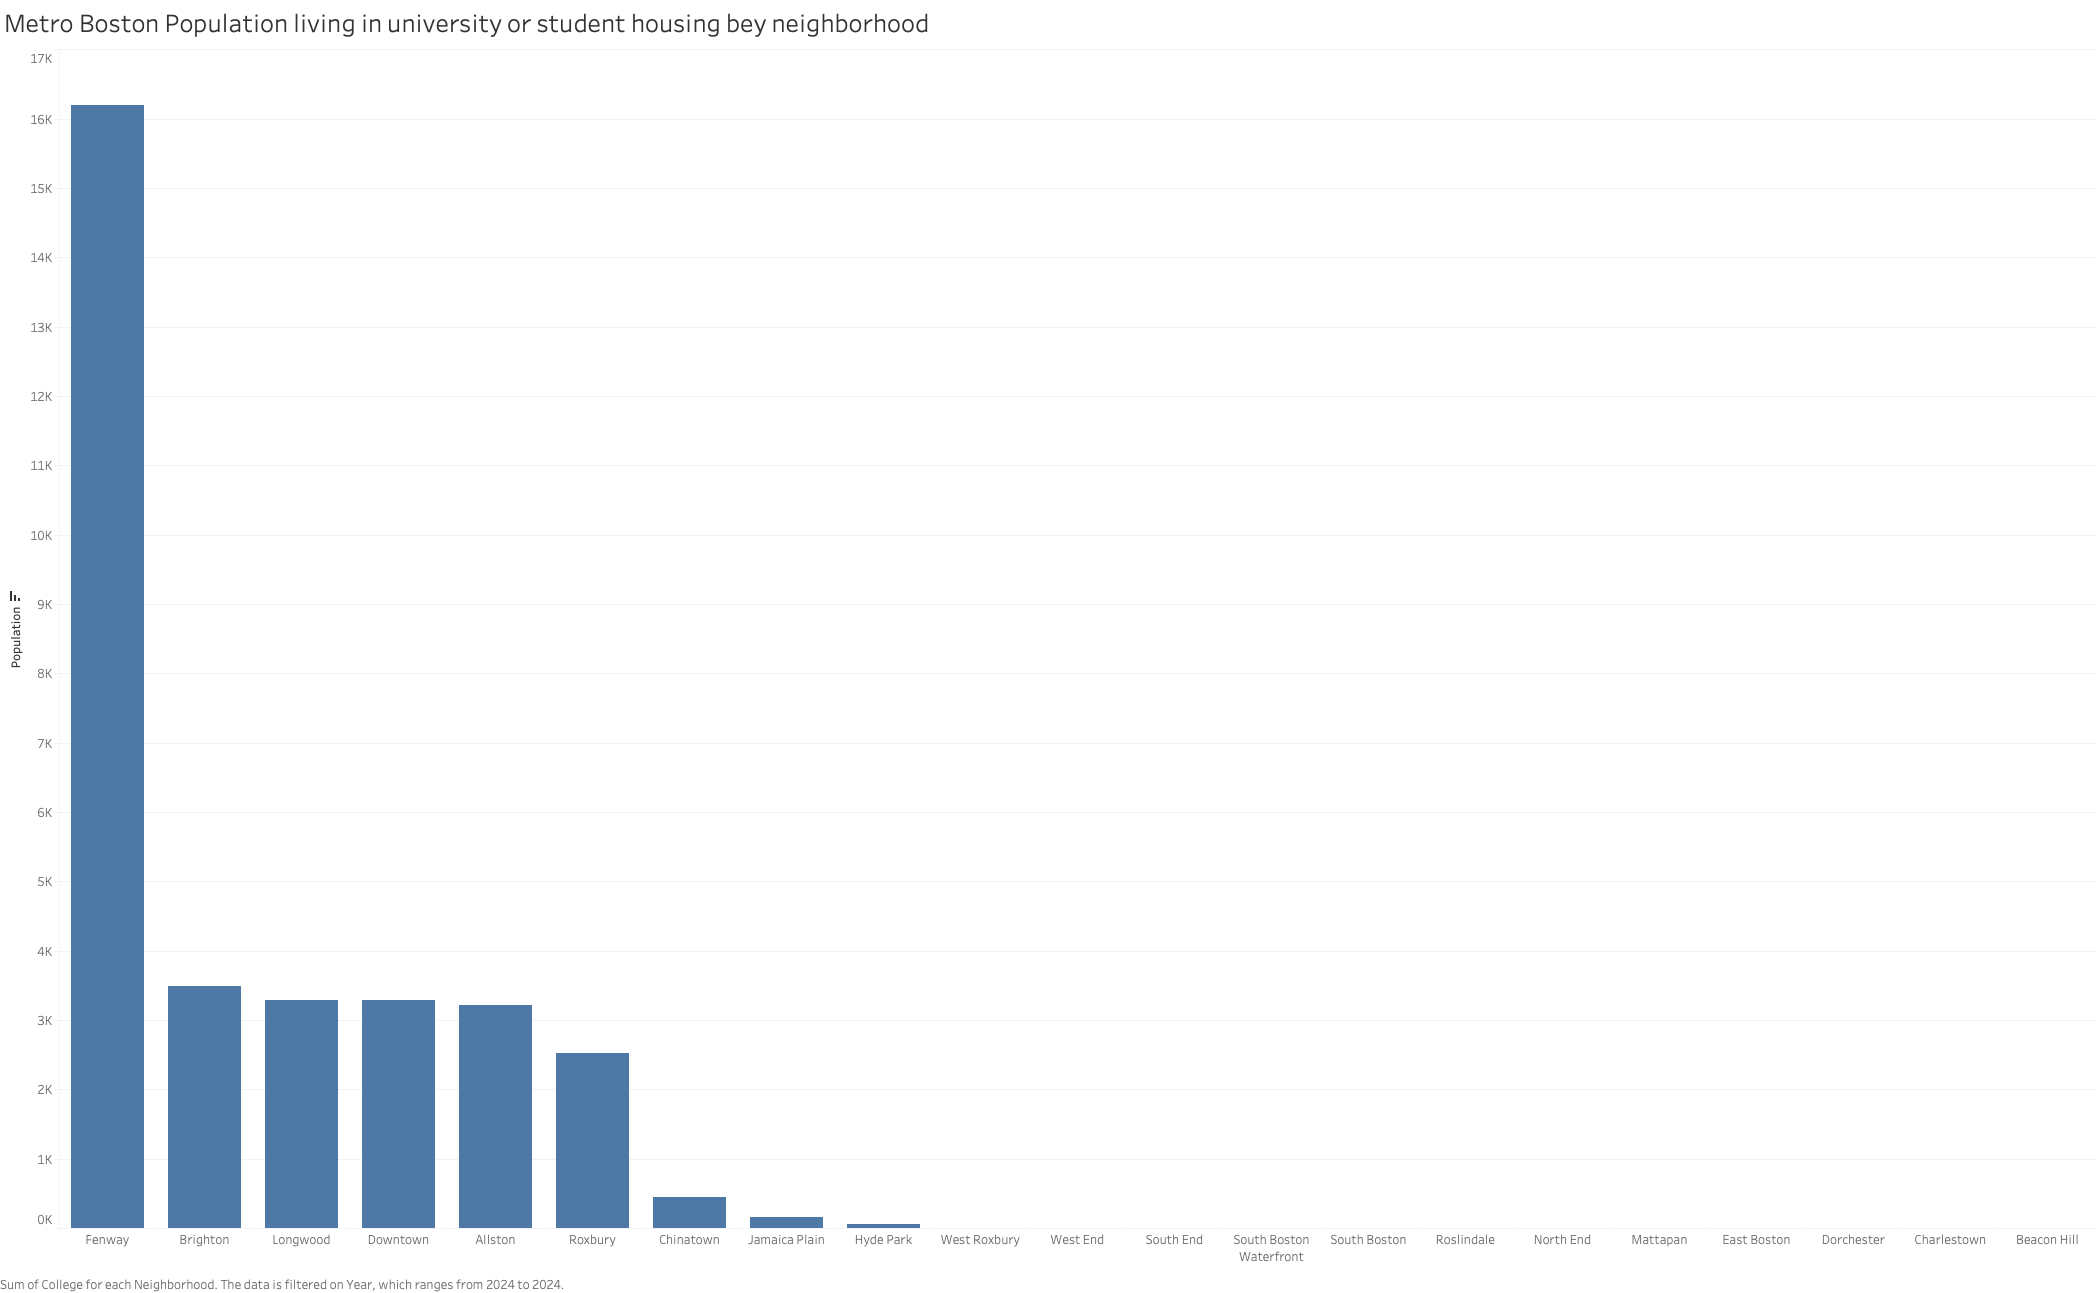 Metro Boston Population living in university or student housing bey neighborhood
17K
16K
15K
14K
13K
12K
11K
10K
9K
8K
7K
6K
5K
4K
3K
2K
1K
0K
Population
Fenway
Brighton
Longwood
Downtown
Allston
Roxbury
Chinatown
Jamaica Plain
Hyde Park
West Roxbury
West End
South End
South Boston
Waterfront
South Boston
Roslindale
North End
Mattapan
East Boston
Dorchester
Charlestown
Beacon Hill
Sum of College for each Neighborhood. The data is filtered on Year, which ranges from 2024 to 2024.